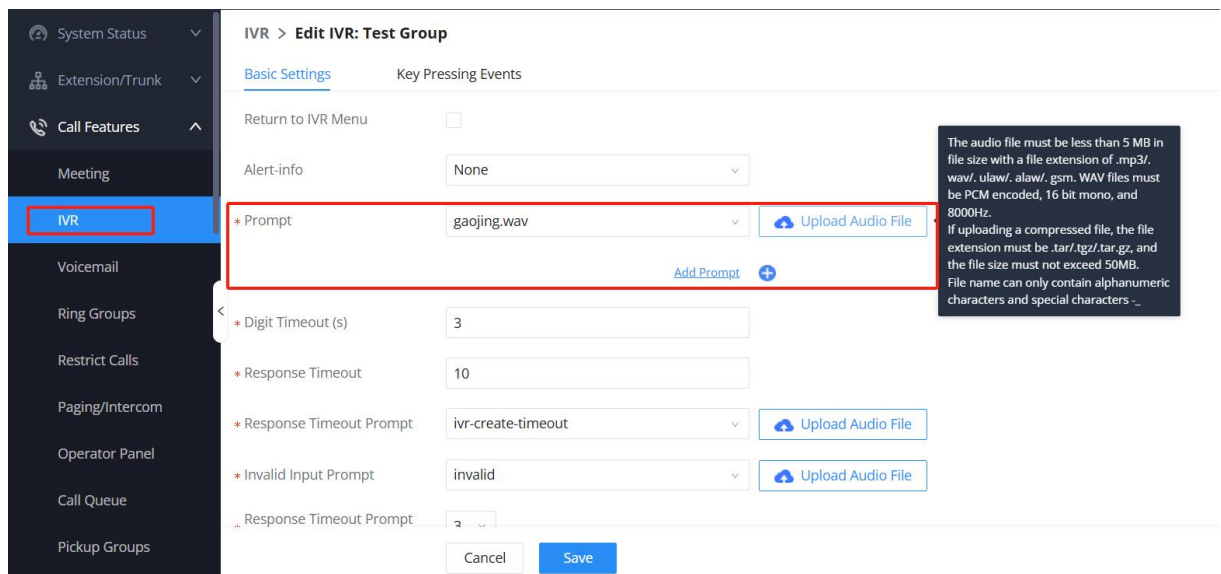 System Status
Extension/Trunk
Call Features
Meeting
IVR
Voicemail
Ring Groups
Restrict Calls
Paging/Intercom
Operator Panel
Call Queue
Pickup Groups
IVR > Edit IVR: Test Group
Basic Settings
Key Pressing Events
Return to IVR Menu
Alert-info
None
* Prompt
gaojing.wav
Upload Audio File
Add Prompt
* Digit Timeout (s)
3
* Response Timeout
10
* Response Timeout Prompt
ivr-create-timeout
Upload Audio File
* Invalid Input Prompt
invalid
Upload Audio File
* Response Timeout Prompt
3
Cancel
Save
The audio file must be less than 5 MB in
file size with a file extension of .mp3/.
wav/. ulaw/. alaw/. gsm. WAV files must
be PCM encoded, 16 bit mono, and
8000Hz.
If uploading a compressed file, the file
extension must be .tar/.tgz/.tar.gz, and
the file size must not exceed 50MB.
File name can only contain alphanumeric
characters and special characters -_